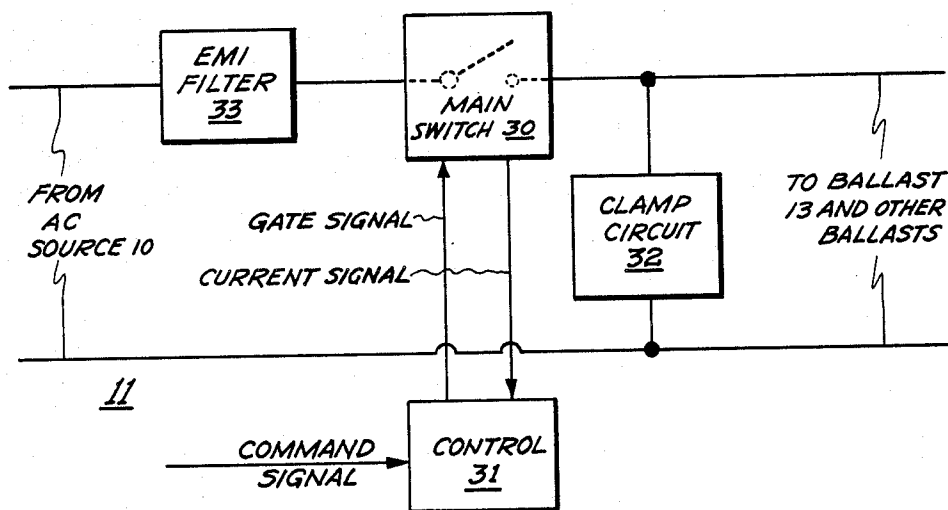 EMI
FILTER
33
MAIN
SWITCH 30
FROM
AC
SOURCE 10
GATE SIGNAL
CURRENT SIGNAL
CLAMP
CIRCUIT
32
TO BALLAST
13 AND OTHER
BALLASTS
11
COMMAND
SIGNAL
CONTROL
31